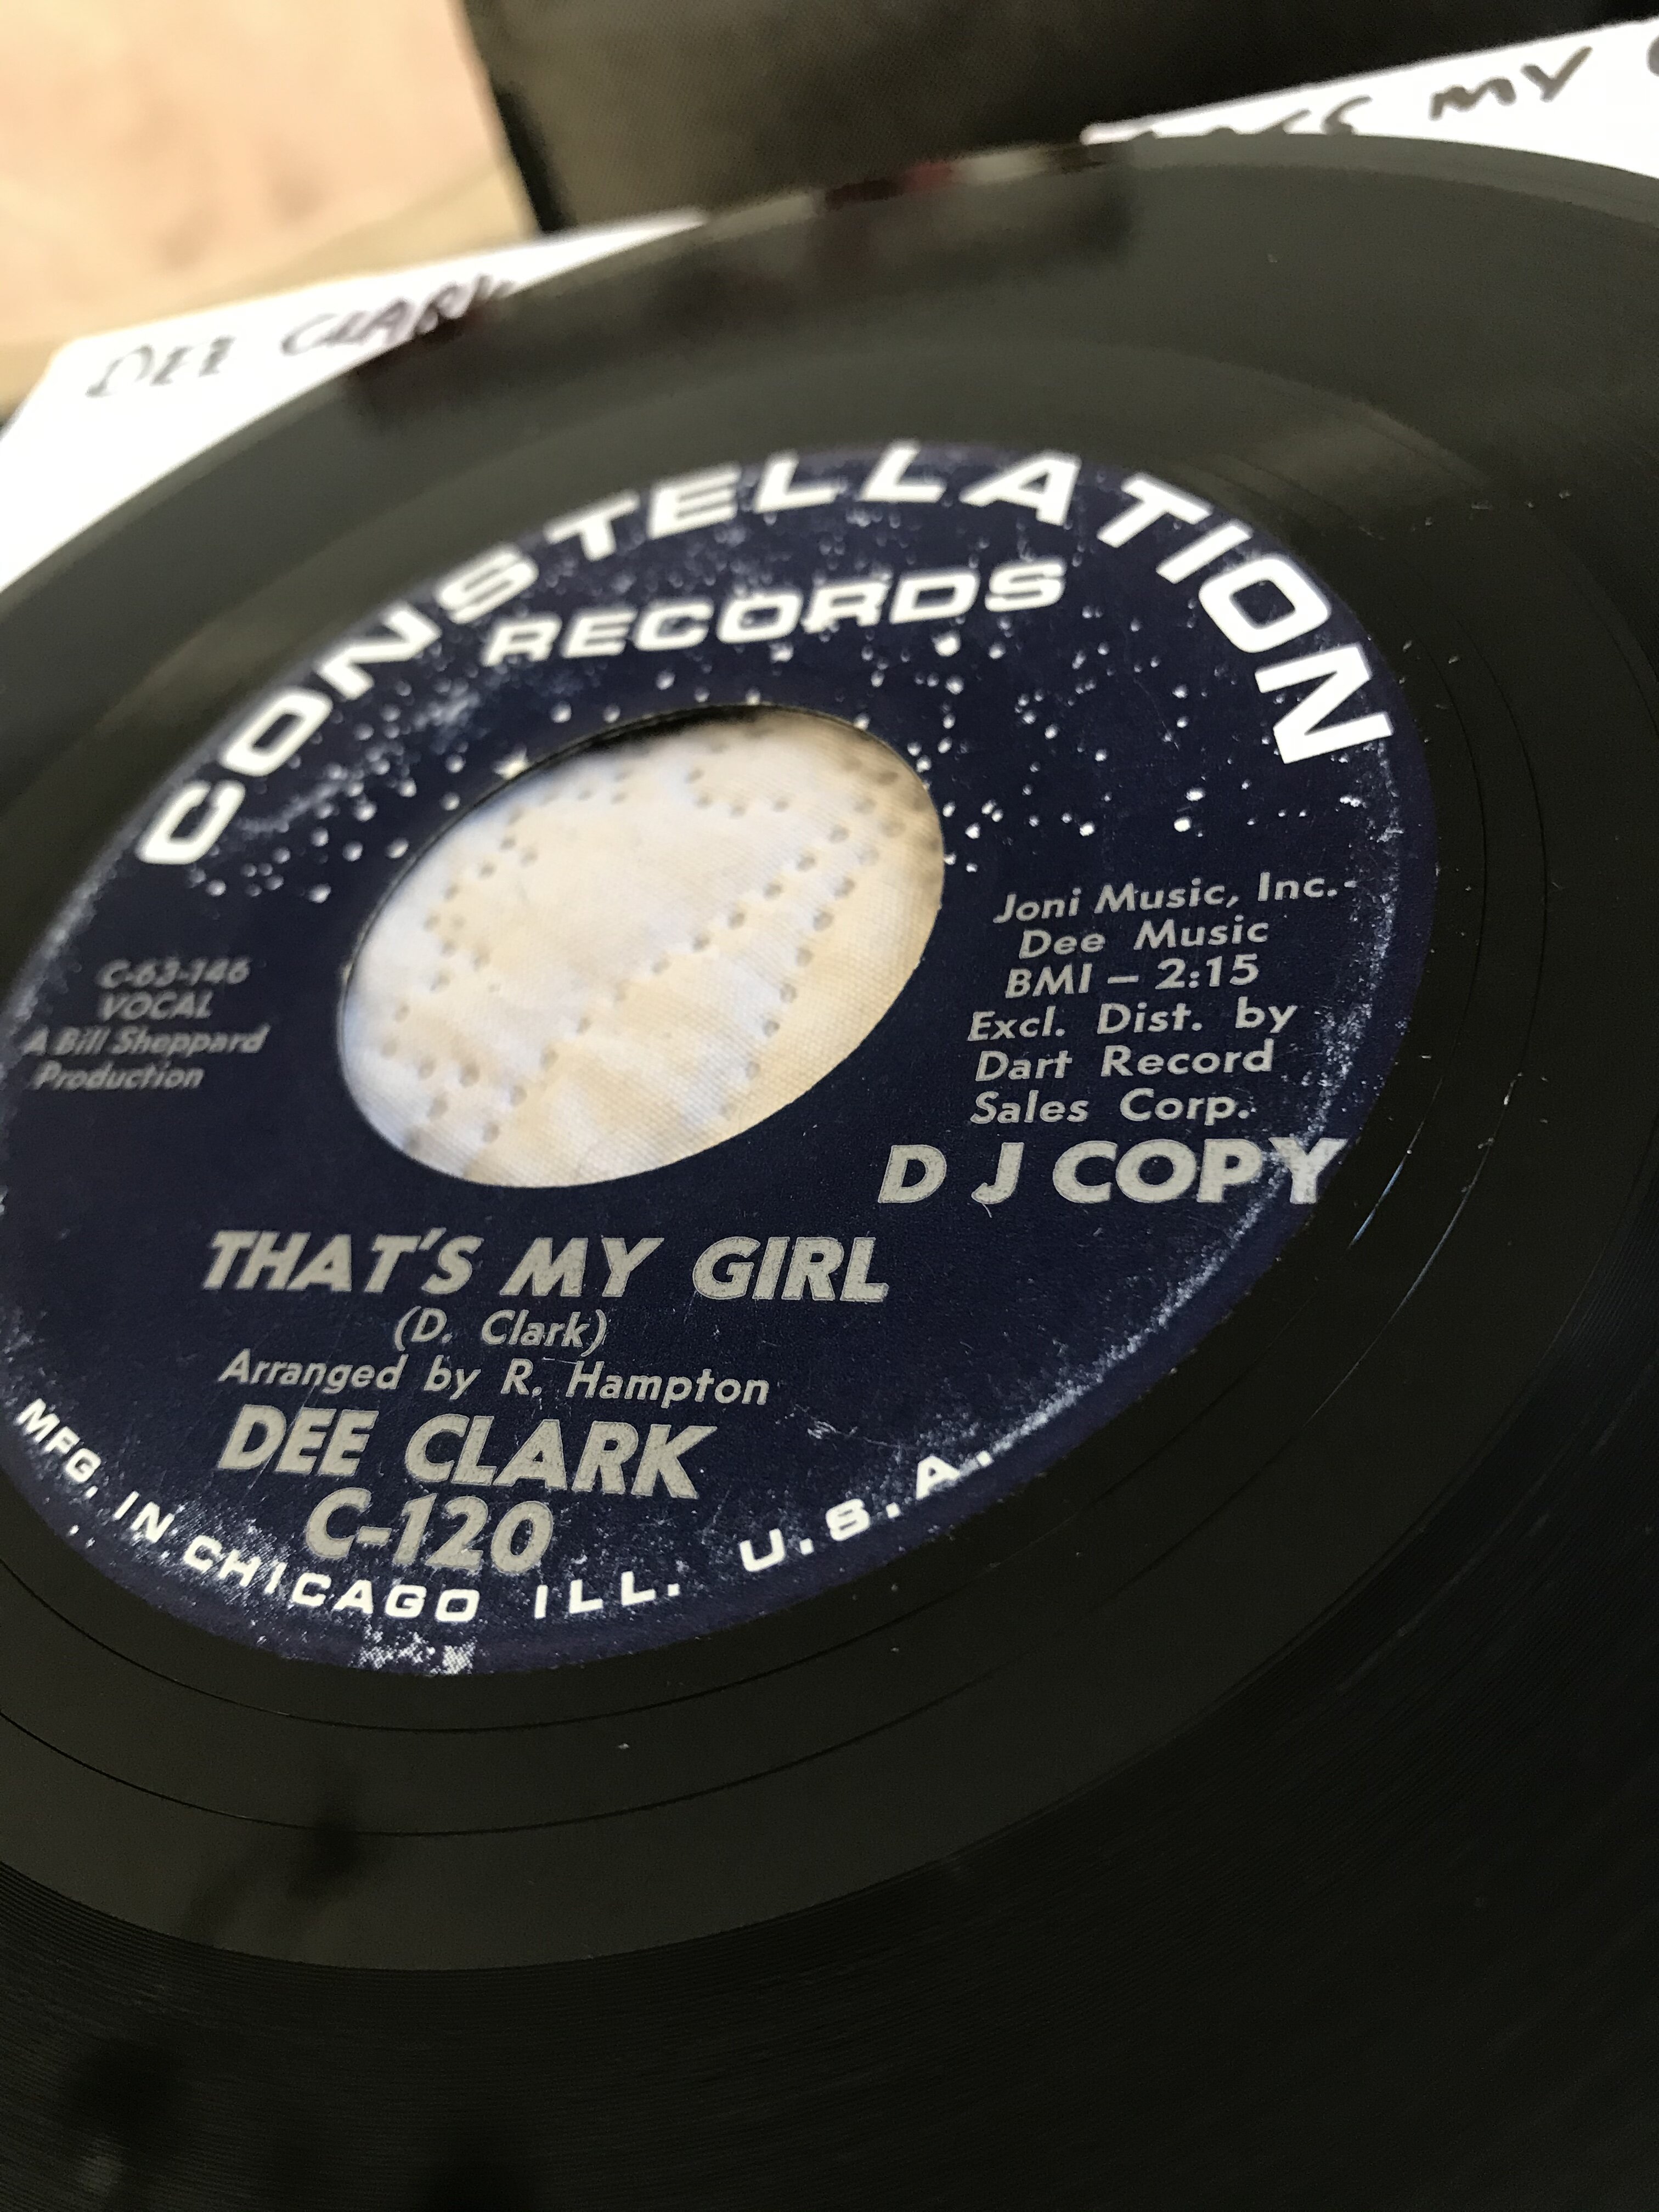 DEE CLARK
MY
CONSTELLATION
RECORDS
C-63-146
VOCAL
A Bill Sheppard
Production
Joni Music, Inc.-
Dee Music
BMI – 2:15
Excl. Dist. by
Dart Record
Sales Corp.
D J COPY
THAT'S MY GIRL
(D. Clark)
Arranged by R. Hampton
DEE CLARK
C-120
MFG. IN CHICAGO ILL. U.S.A.